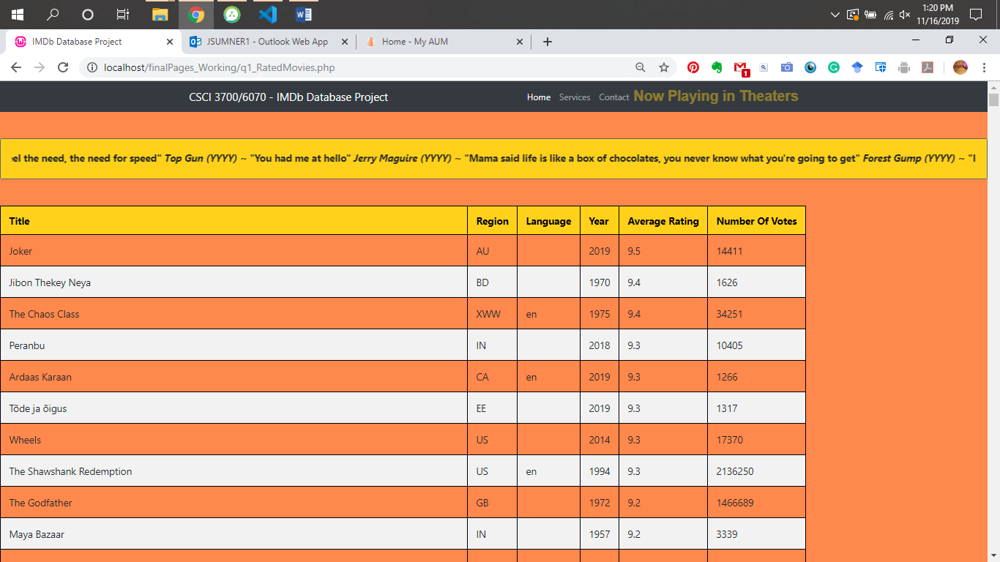 1:20 PM
11/16/2019
IMDb Database Project
JSUMNER1 - Outlook Web App
Home - My AUM
localhost/finalPages_Working/q1_RatedMovies.php
1
CSCI 3700/6070 - IMDb Database Project
Home Services Contact Now Playing in Theaters
eel the need, the need for speed" Top Gun (YYYY) ~ "You had me at hello" Jerry Maguire (YYYY) ~ "Mama said life is like a box of chocolates, you never know what you're going to get" Forest Gump (YYYY) ~ "I
Title Region Language Year Average Rating Number Of Votes
Joker AU 2019 9.5 14411
Jibon Thekey Neya BD 1970 9.4 1626
The Chaos Class XWW en 1975 9.4 34251
Peranbu IN 2018 9.3 10405
Ardaas Karaan CA en 2019 9.3 1266
Tõde ja õigus EE 2019 9.3 1317
Wheels US 2014 9.3 17370
The Shawshank Redemption US en 1994 9.3 2136250
The Godfather GB 1972 9.2 1466689
Maya Bazaar IN 1957 9.2 3339